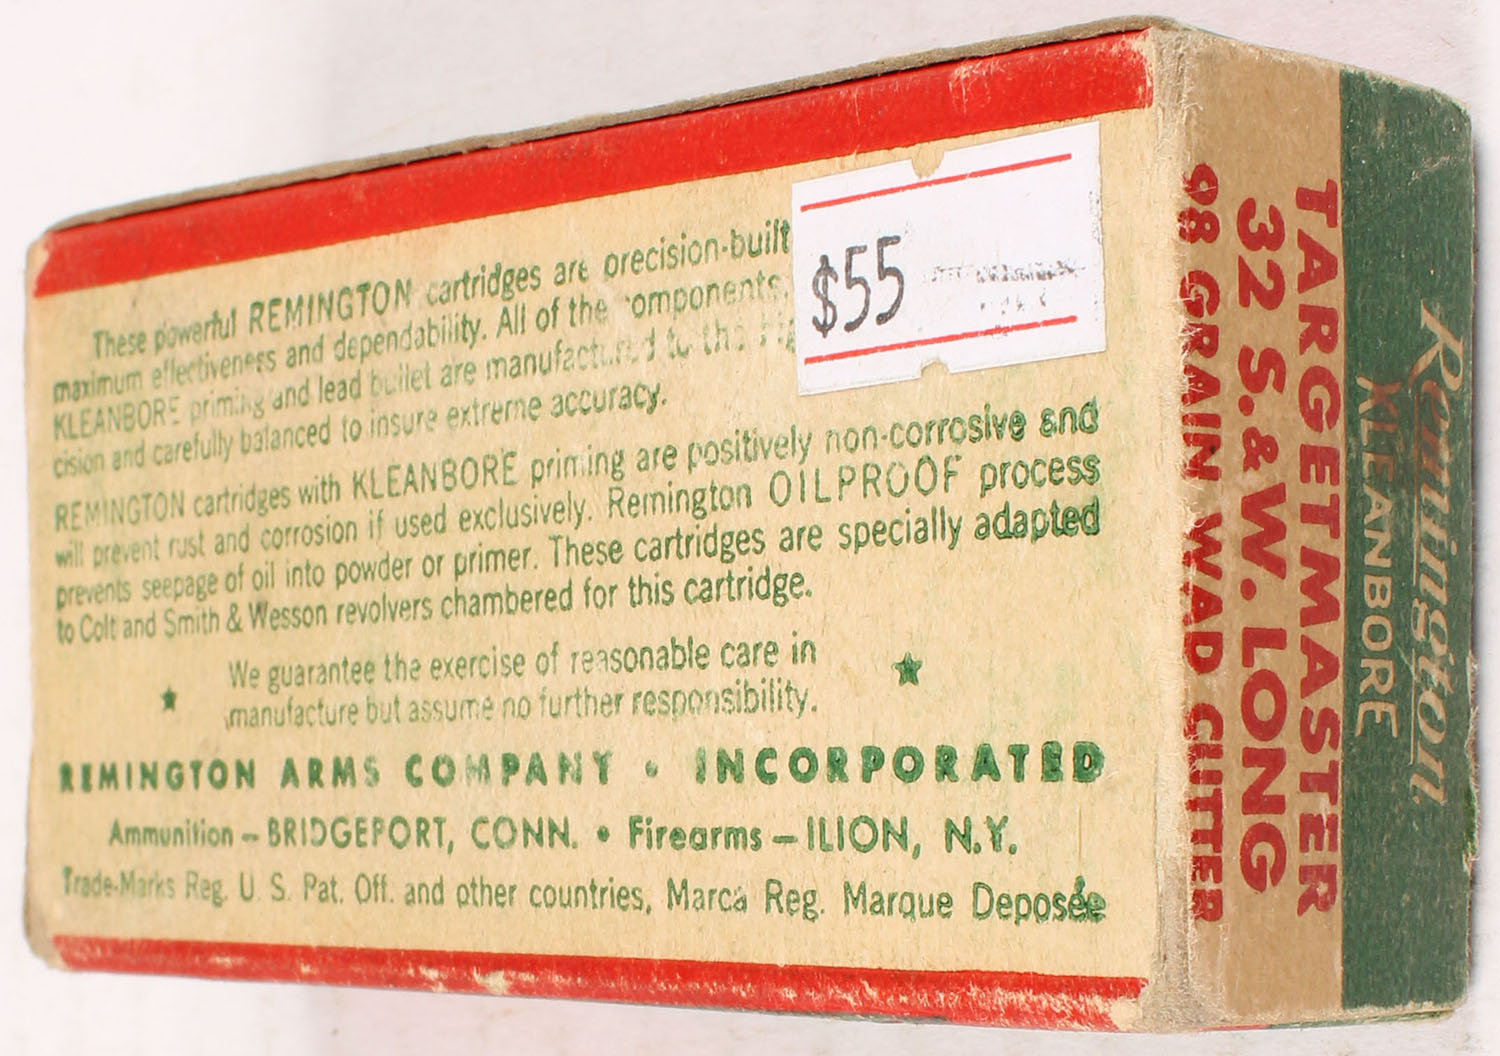 These powerful REMINGTON cartridges are precision-built
maximum effectiveness and dependability. All of the components,
KLEANBORE priming and lead bullet are manufactured to the
cision and carefully balanced to insure extreme accuracy.
REMINGTON cartridges with KLEANBORE priming are positively non-corrosive and
will prevent rust and corrosion if used exclusively. Remington OILPROOF process
prevents seepage of oil into powder or primer. These cartridges are specially adapted
to Colt and Smith & Wesson revolvers chambered for this cartridge.
We guarantee the exercise of reasonable care in
manufacture but assume no further responsibility.
REMINGTON ARMS COMPANY • INCORPORATED
Ammunition – BRIDGEPORT, CONN. • Firearms – ILION, N.Y.
Trade-Marks Reg. U. S. Pat. Off. and other countries, Marca Reg. Marque Deposée
$55
Remington
KLEANBORE
TARGETMASTER
32 S.&W. LONG
98 GRAIN WAD CUTTER